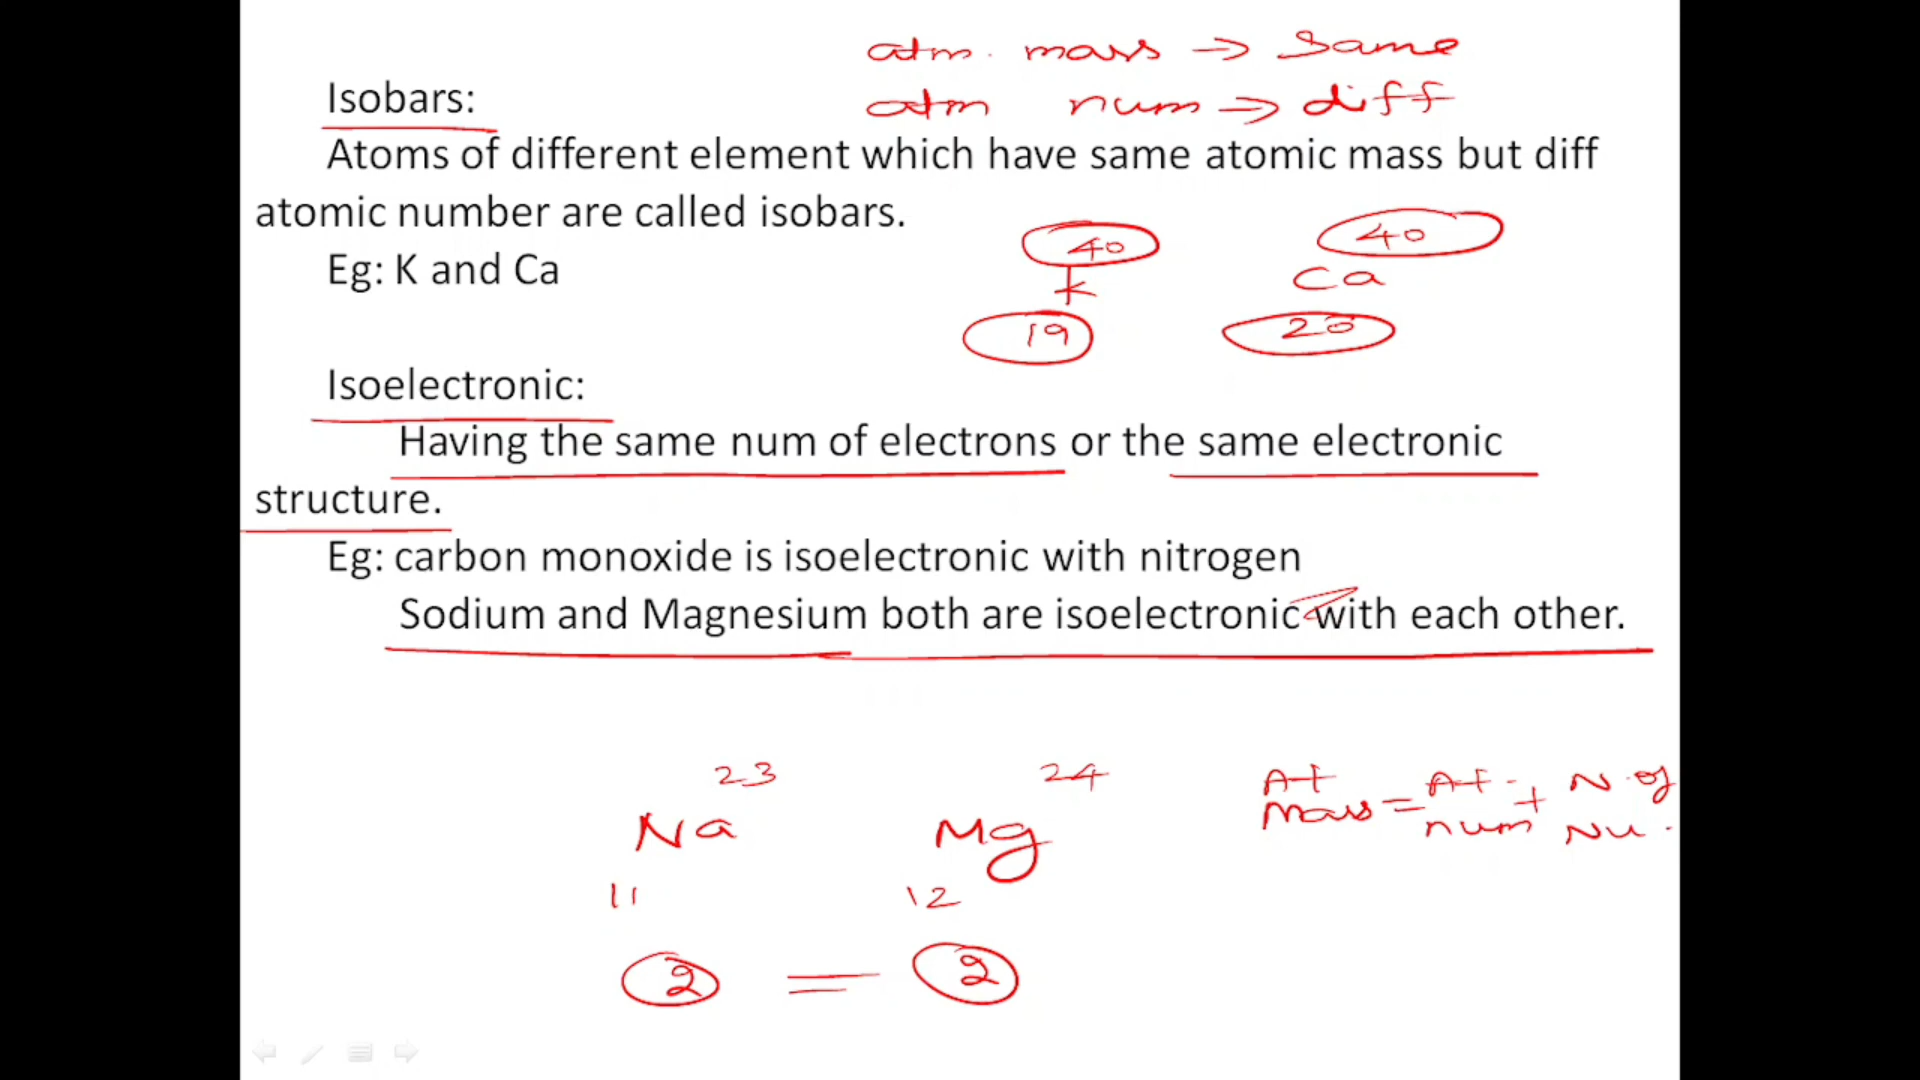 atm. mass → Same
Isobars:
atm num → diff
Atoms of different element which have same atomic mass but diff
atomic number are called isobars.
40 40
Eg: K and Ca
K Ca
19 20
Isoelectronic:
Having the same num of electrons or the same electronic
structure.
Eg: carbon monoxide is isoelectronic with nitrogen
Sodium and Magnesium both are isoelectronic with each other.
23 24
Na Mg
11 12
At mass = At. num + N. of Nu.
2 = 2